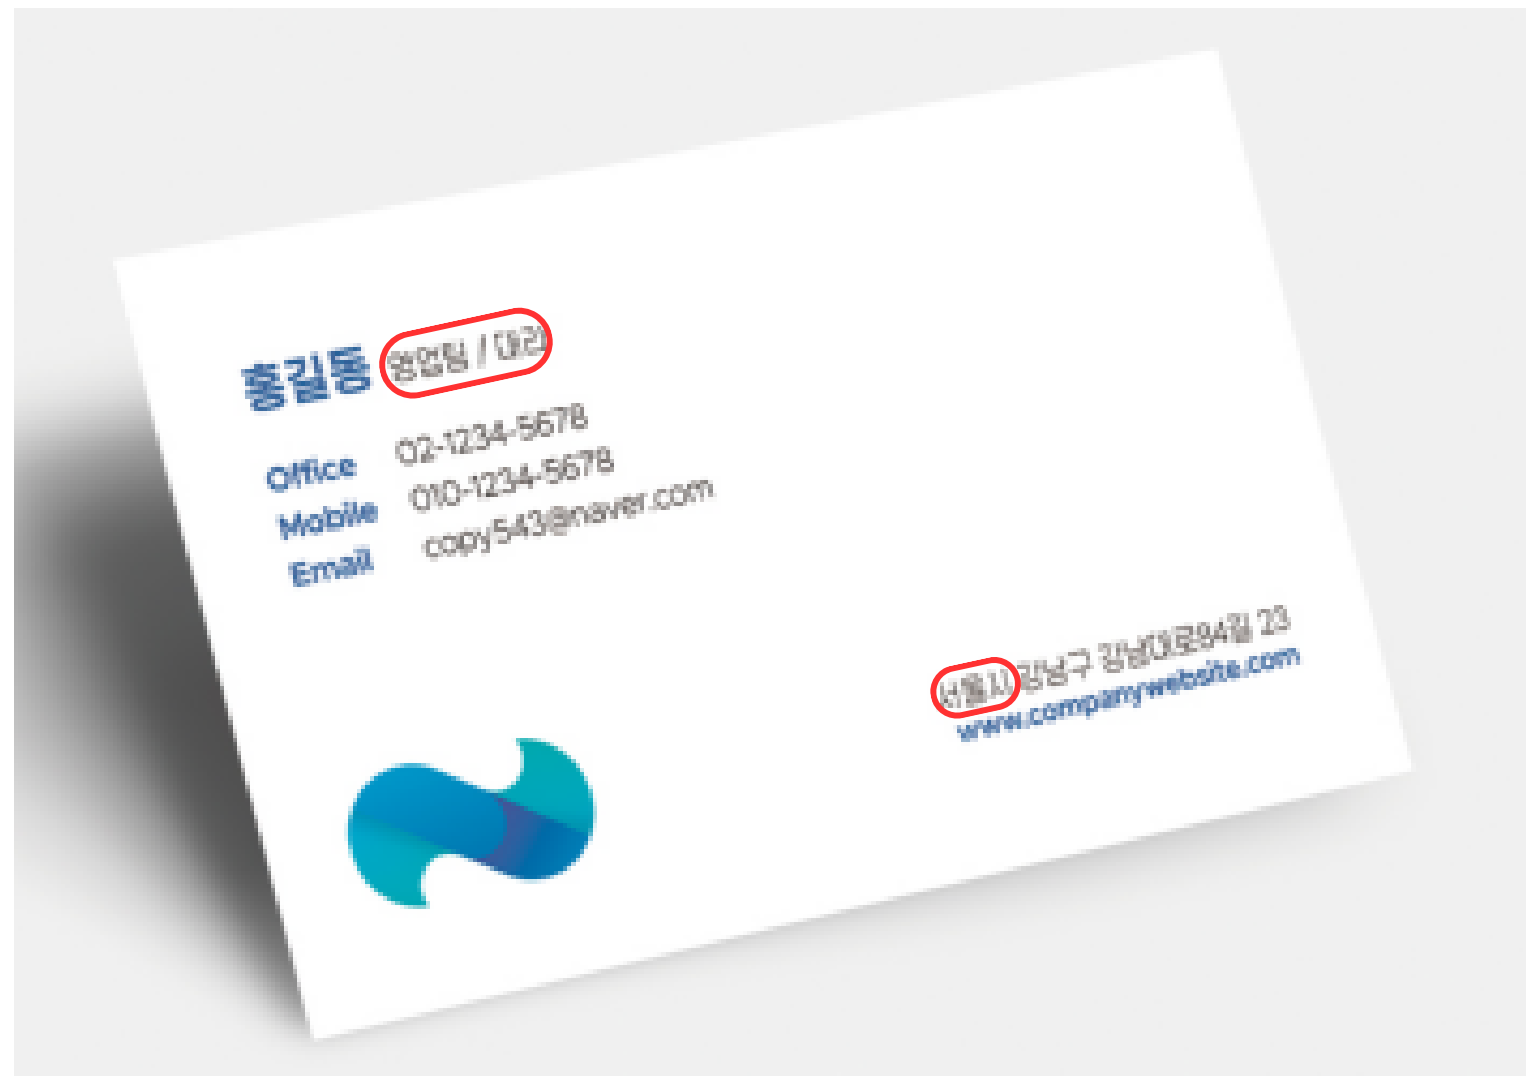 홍길동 영업팀 / 대리
Office 02-1234-5678
Mobile 010-1234-5678
Email copy543@naver.com
서울시 강남구 강남대로84길 23
www.companywebsite.com